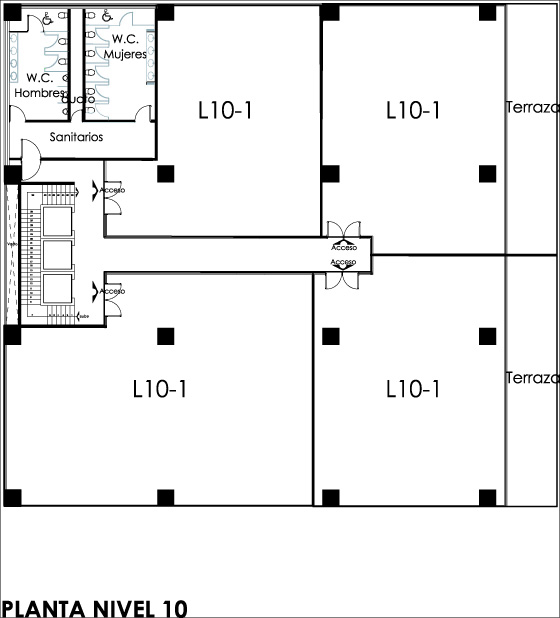 W.C.
Hombres
W.C.
Mujeres
ducto
Sanitarios
L10-1
L10-1
Terraza
Acceso
Acceso
Acceso
Acceso
L10-1
L10-1
Terraza
PLANTA NIVEL 10